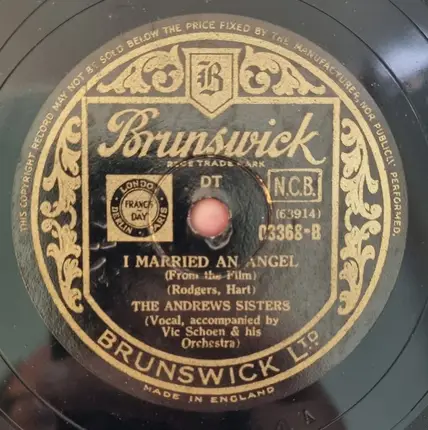 THIS COPYRIGHT RECORD MAY NOT BE SOLD BELOW THE PRICE FIXED BY THE MANUFACTURERS, NOR PUBLICLY PERFORMED.
B
Brunswick
REGD TRADE MARK
DT
N.C.B.
LONDON
FRANCIS
DAY
BERLIN
PARIS
(63914)
03368-B
I MARRIED AN ANGEL
(From the Film)
(Rodgers, Hart)
THE ANDREWS SISTERS
(Vocal, accompanied by
Vic Schoen & his
Orchestra)
BRUNSWICK LTD
MADE IN ENGLAND